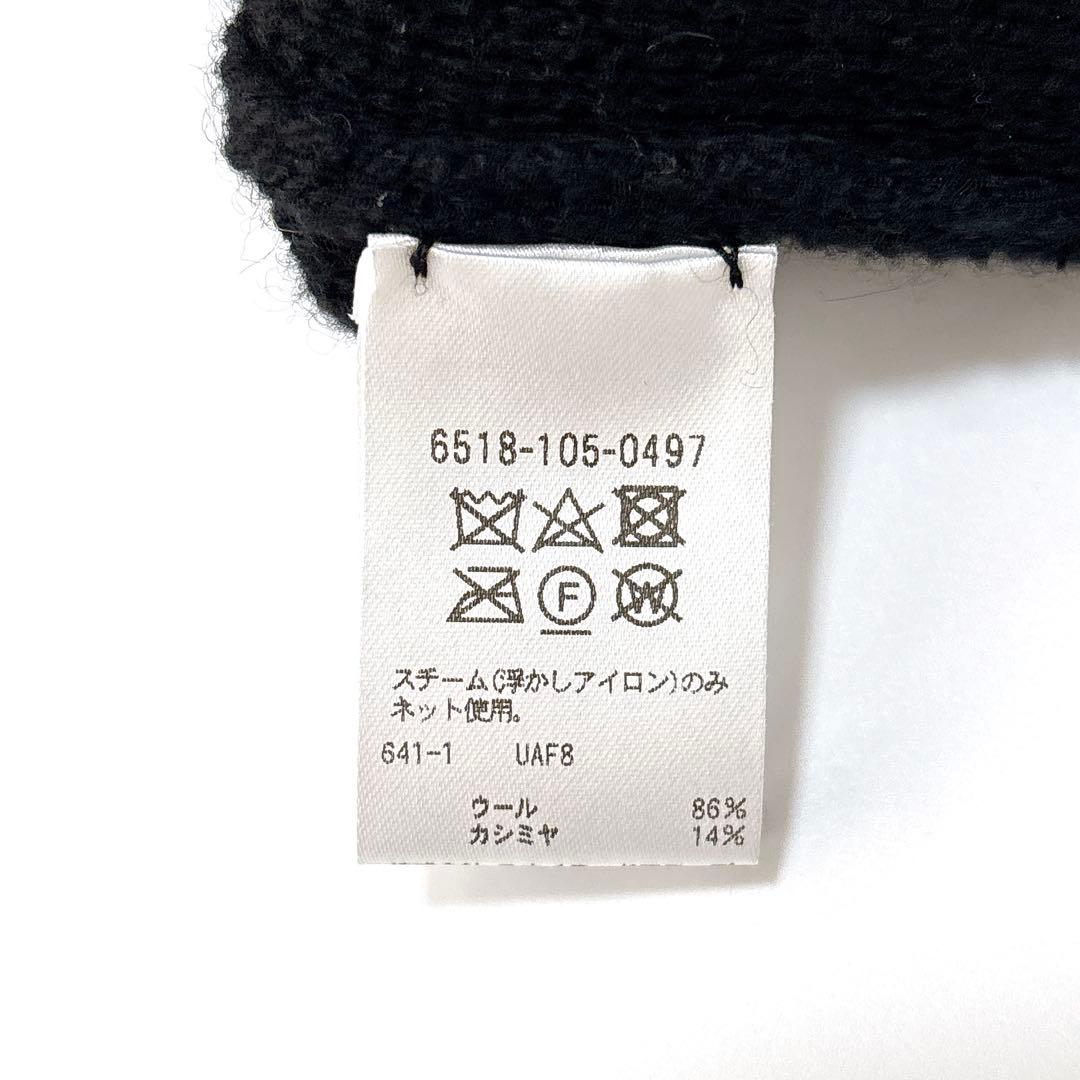 6518-105-0497
F W
スチーム(浮かしアイロン)のみ
ネット使用。
641-1 UAF8
ウール 86%
カシミヤ 14%